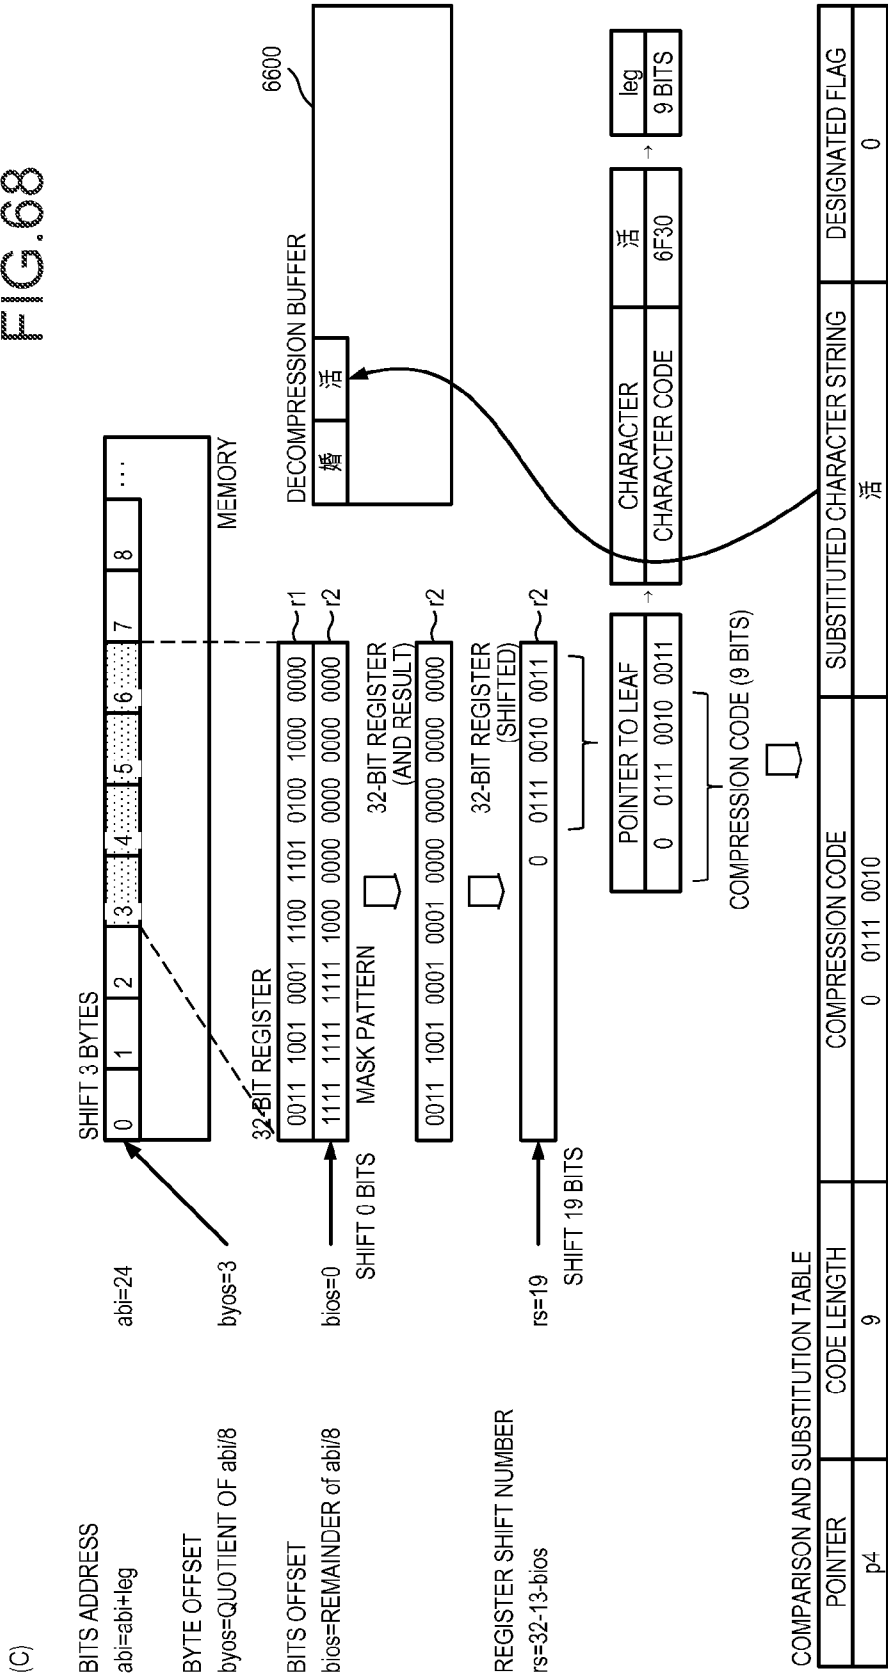 FIG.68
(C)
BITS ADDRESS
abi=abi+leg
abi=24
SHIFT 3 BYTES
0 1 2 3 4 5 6 7 8 ...
MEMORY
BYTE OFFSET
byos=QUOTIENT OF abi/8
byos=3
BITS OFFSET
bios=REMAINDER of abi/8
bios=0
SHIFT 0 BITS
32-BIT REGISTER
0011 1001 0001 1100 1101 0100 1000 0000 r1
1111 1111 1111 1000 0000 0000 0000 0000 r2
MASK PATTERN
32-BIT REGISTER
(AND RESULT)
0011 1001 0001 0001 0000 0000 0000 0000 r2
DECOMPRESSION BUFFER
6600
婚 活
REGISTER SHIFT NUMBER
rs=32-13-bios
rs=19
SHIFT 19 BITS
32-BIT REGISTER
(SHIFTED)
0 0111 0010 0011 r2
POINTER TO LEAF
0 0111 0010 0011
→
CHARACTER 活
CHARACTER CODE 6F30
→
leg
9 BITS
COMPRESSION CODE (9 BITS)
COMPARISON AND SUBSTITUTION TABLE
POINTER CODE LENGTH COMPRESSION CODE SUBSTITUTED CHARACTER STRING DESIGNATED FLAG
p4 9 0 0111 0010 活 0